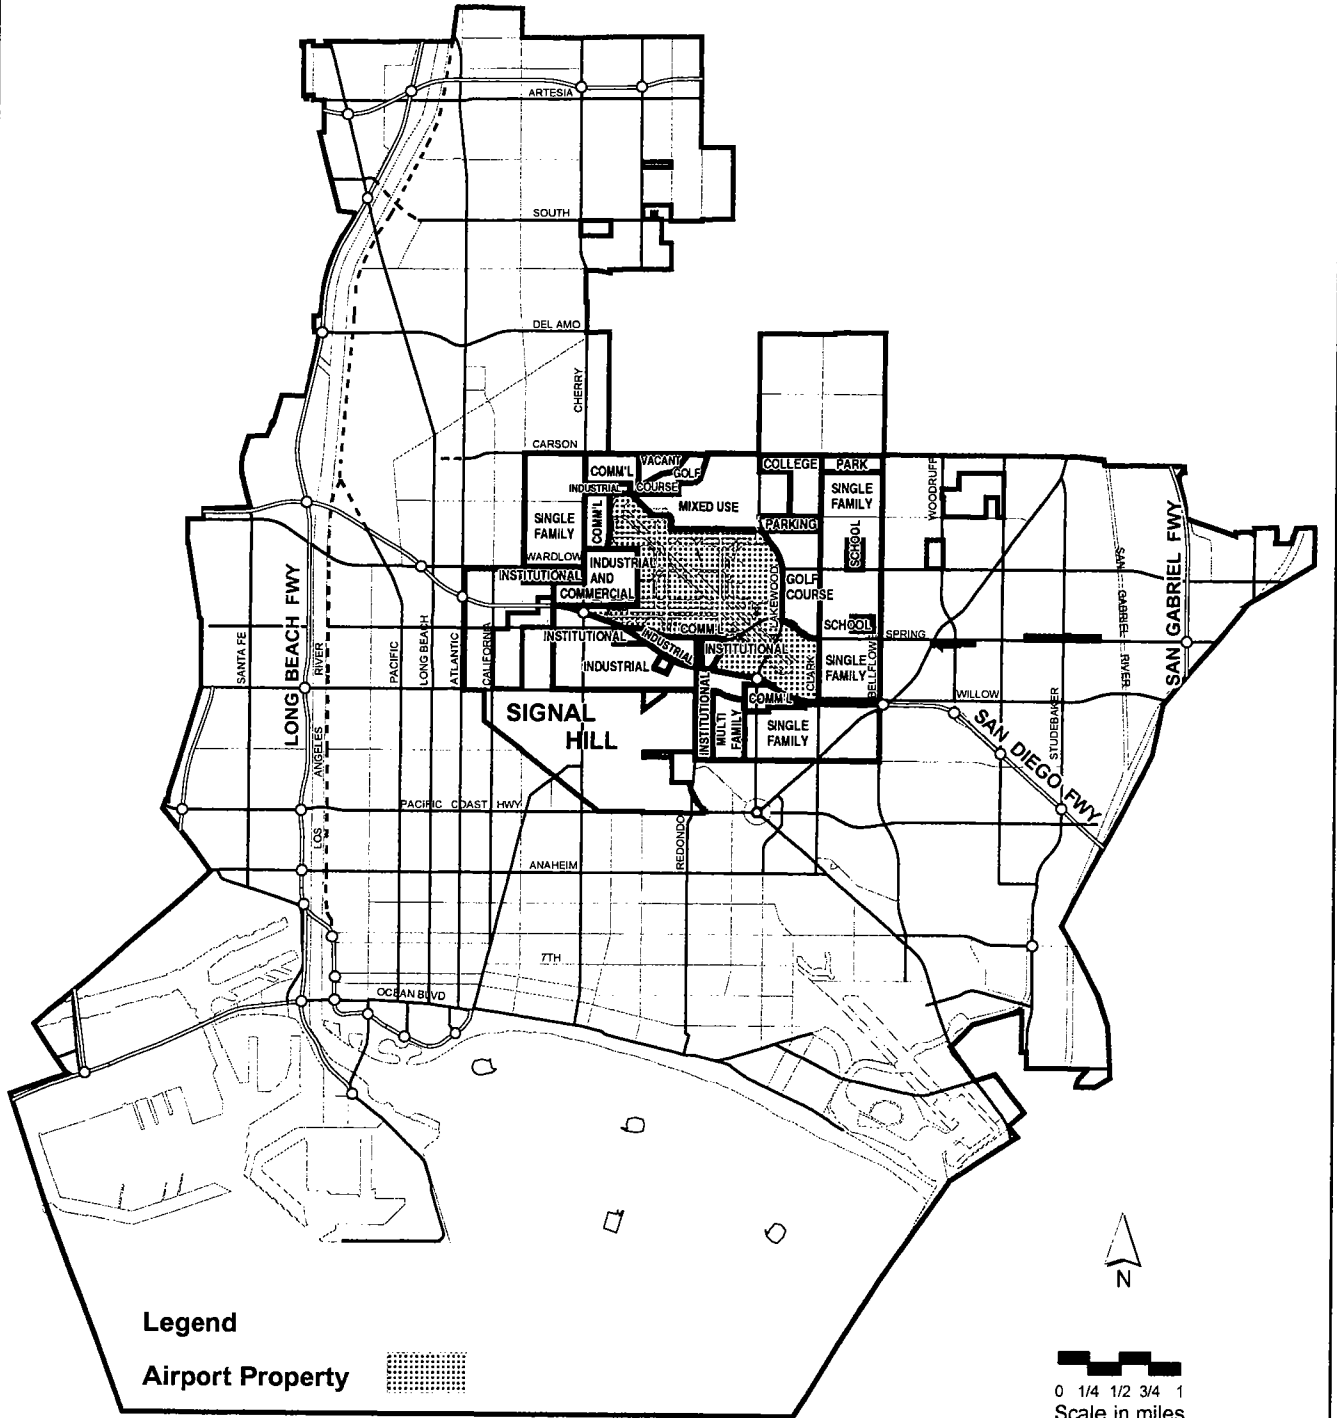 ARTESIA
SOUTH
DEL AMO
CHERRY
CARSON
VACANT
COMM'L
GOLF
COURSE
INDUSTRIAL
COLLEGE
PARK
WOODRUFF
SINGLE
FAMILY
MIXED USE
COMM'L
SINGLE
FAMILY
PARKING
SCHOOL
WARDLOW
INDUSTRIAL
AND
COMMERCIAL
INSTITUTIONAL
LAKEWOOD
GOLF
COURSE
SAN GABRIEL RIVER
SAN GABRIEL FWY
LONG BEACH FWY
SANTA FE
LOS ANGELES RIVER
PACIFIC
LONG BEACH
ATLANTIC
CALIFORNIA
INSTITUTIONAL
INDUSTRIAL
COMM'L
SCHOOL
SPRING
INSTITUTIONAL
INDUSTRIAL
SINGLE
FAMILY
CLARK
BELLFLOW
WILLOW
STUDEBAKER
SIGNAL
HILL
INSTITUTIONAL
MULTI
FAMILY
COMM'L
SINGLE
FAMILY
SAN DIEGO FWY
PACIFIC COAST HWY
REDONDO
ANAHEIM
7TH
OCEAN BLVD
N
Legend
Airport Property
0 1/4 1/2 3/4 1
Scale in miles